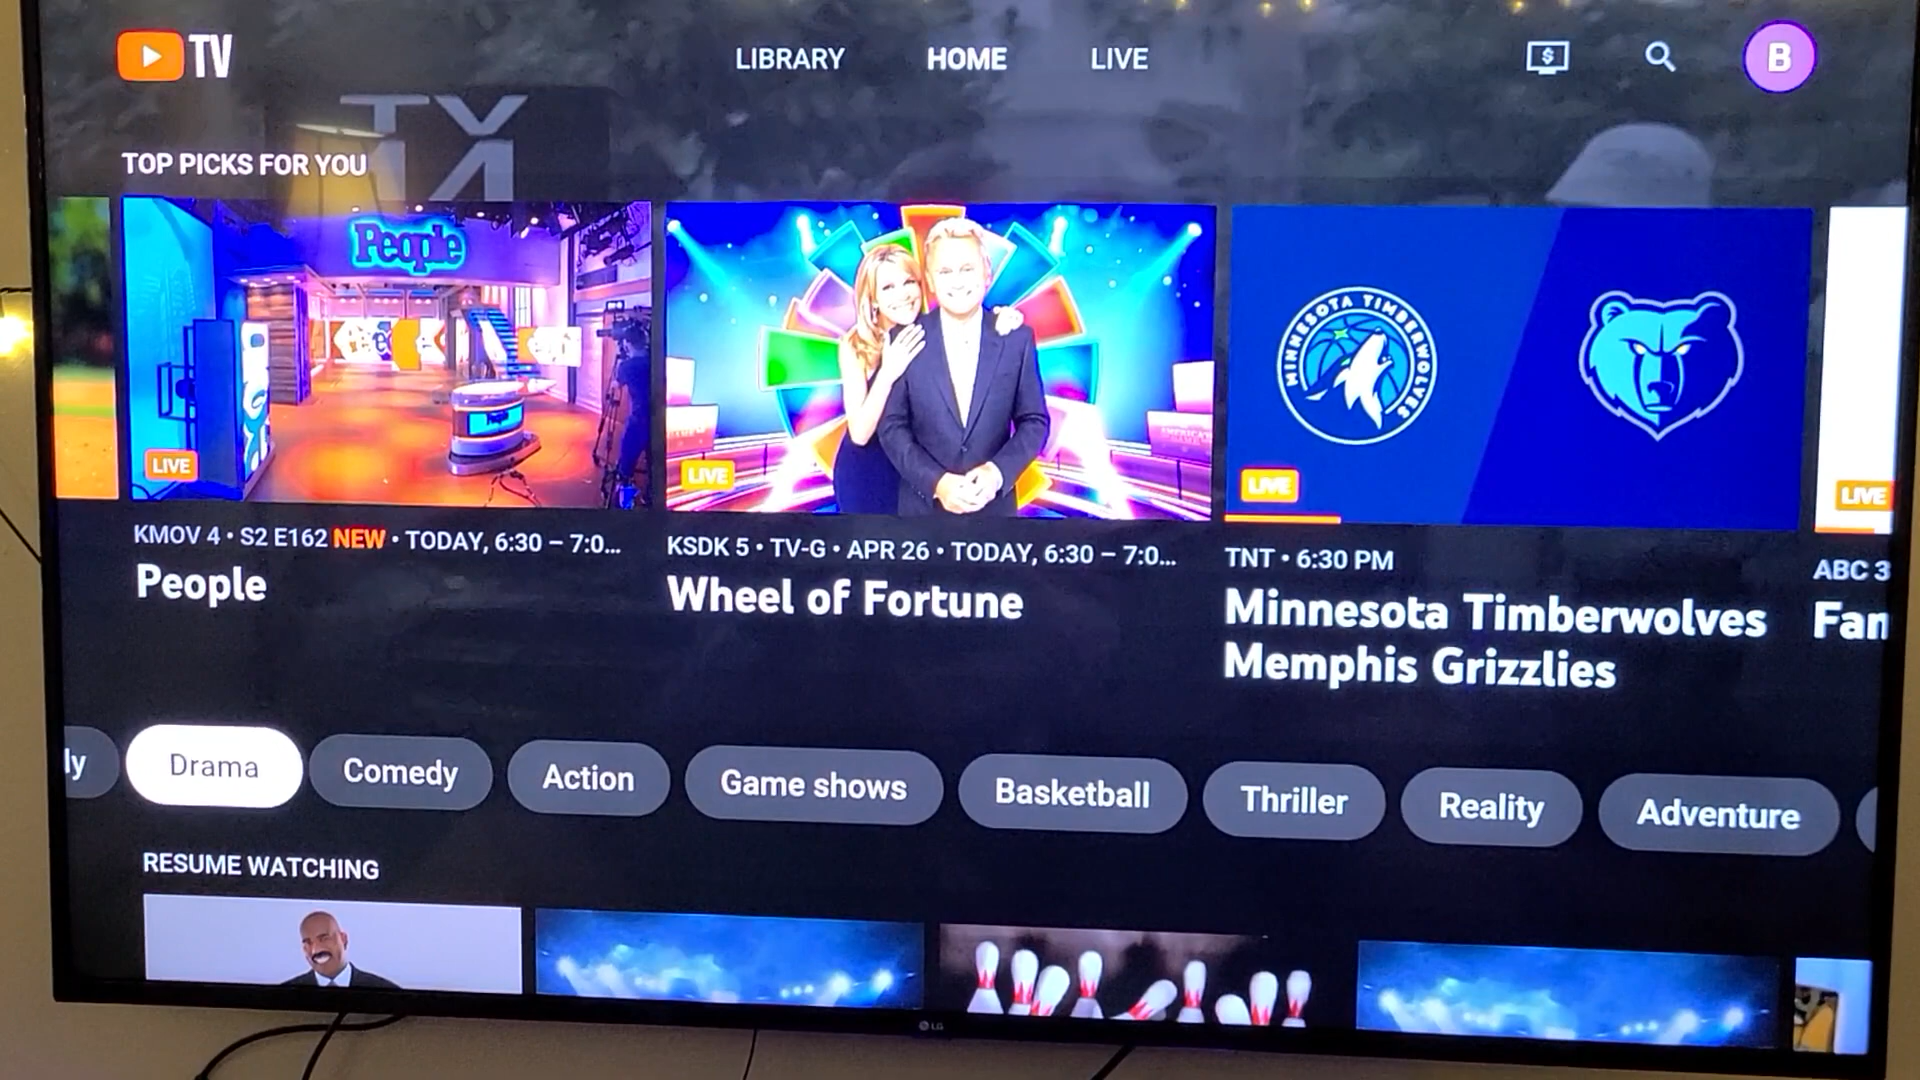 TV
LIBRARY
HOME
LIVE
$
B
TOP PICKS FOR YOU
People
LIVE
LIVE
MINNESOTA TIMBERWOLVES
LIVE
LIVE
KMOV 4 • S2 E162 NEW • TODAY, 6:30 – 7:0...
People
KSDK 5 • TV-G • APR 26 • TODAY, 6:30 – 7:0...
Wheel of Fortune
TNT • 6:30 PM
Minnesota Timberwolves
Memphis Grizzlies
ABC 3
Fan
ly
Drama
Comedy
Action
Game shows
Basketball
Thriller
Reality
Adventure
RESUME WATCHING
LG